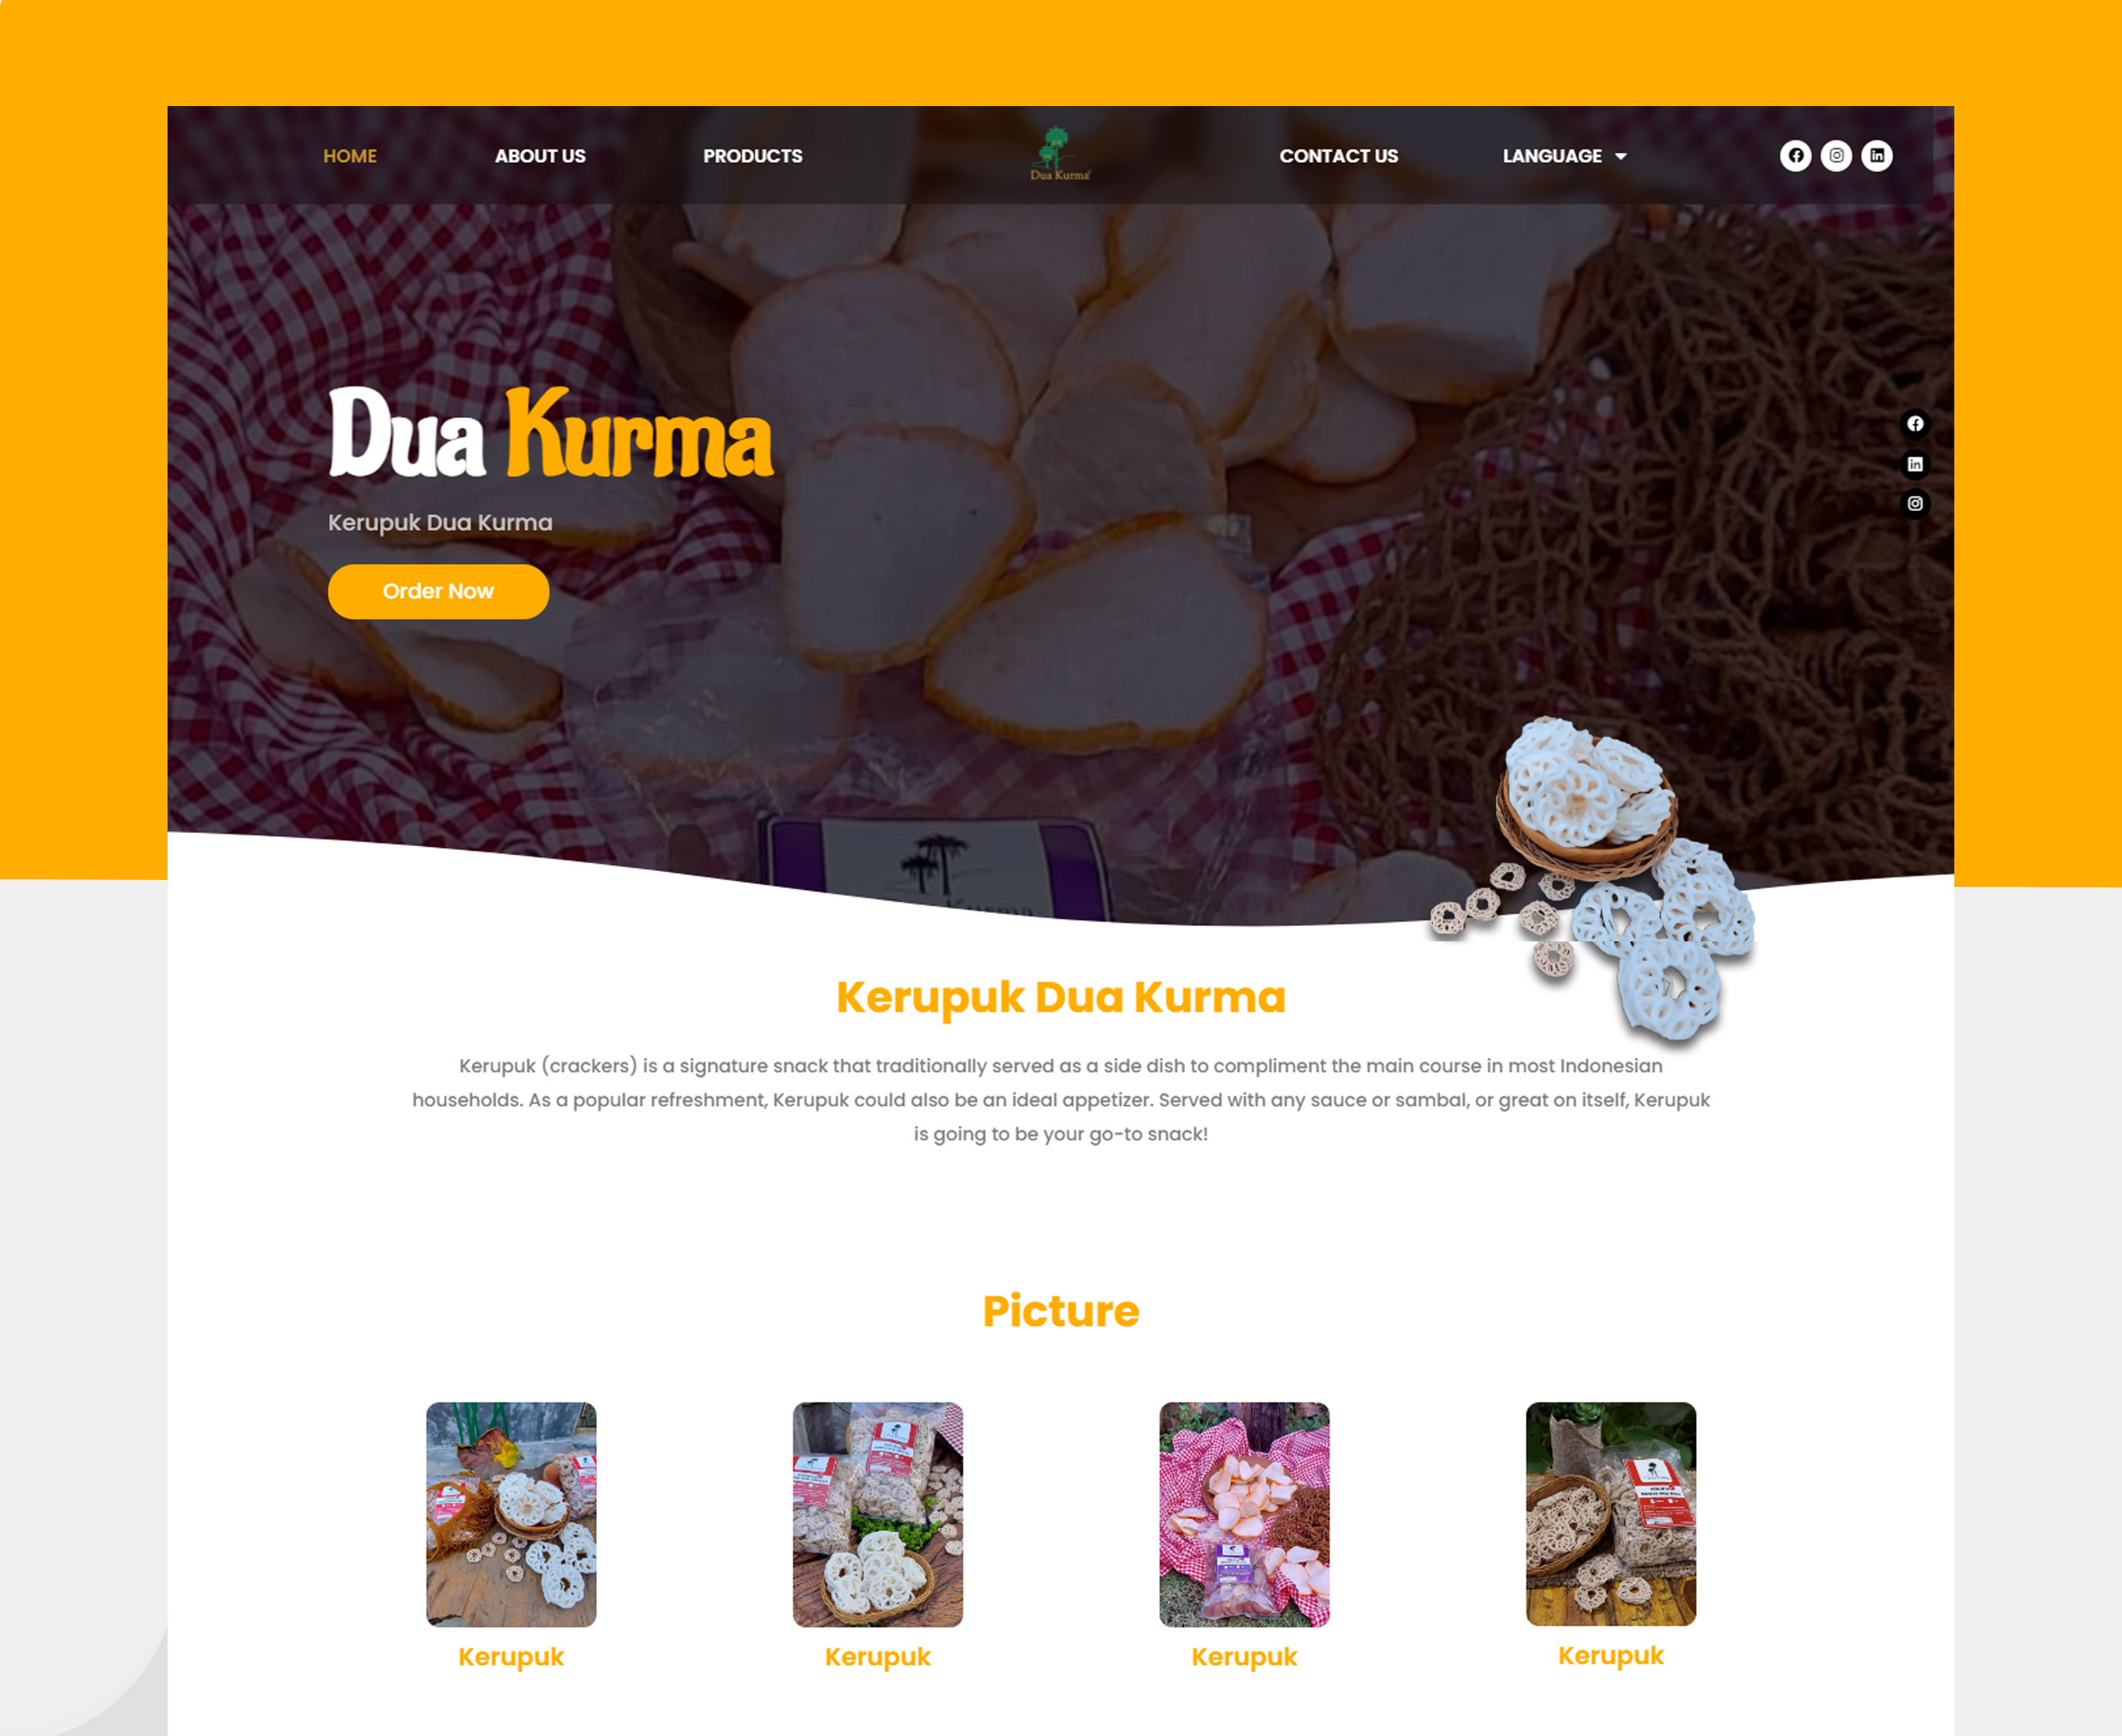 HOME
ABOUT US
PRODUCTS
Dua Kurma
CONTACT US
LANGUAGE
Dua Kurma
Kerupuk Dua Kurma
Order Now
Kerupuk Dua Kurma
Kerupuk (crackers) is a signature snack that traditionally served as a side dish to compliment the main course in most Indonesian
households. As a popular refreshment, Kerupuk could also be an ideal appetizer. Served with any sauce or sambal, or great on itself, Kerupuk
is going to be your go-to snack!
Picture
Kerupuk
Kerupuk
Kerupuk
Kerupuk